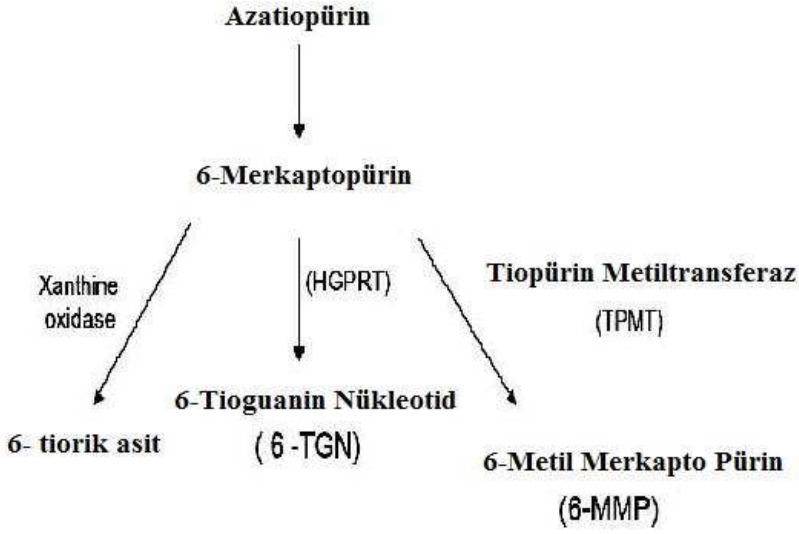 Azatiopürin
6-Merkaptopürin
Xanthine
oxidase
(HGPRT)
Tiopürin Metiltransferaz
(TPMT)
6- tiorik asit
6-Tioguanin Nükleotid
( 6 -TGN)
6-Metil Merkapto Pürin
(6-MMP)